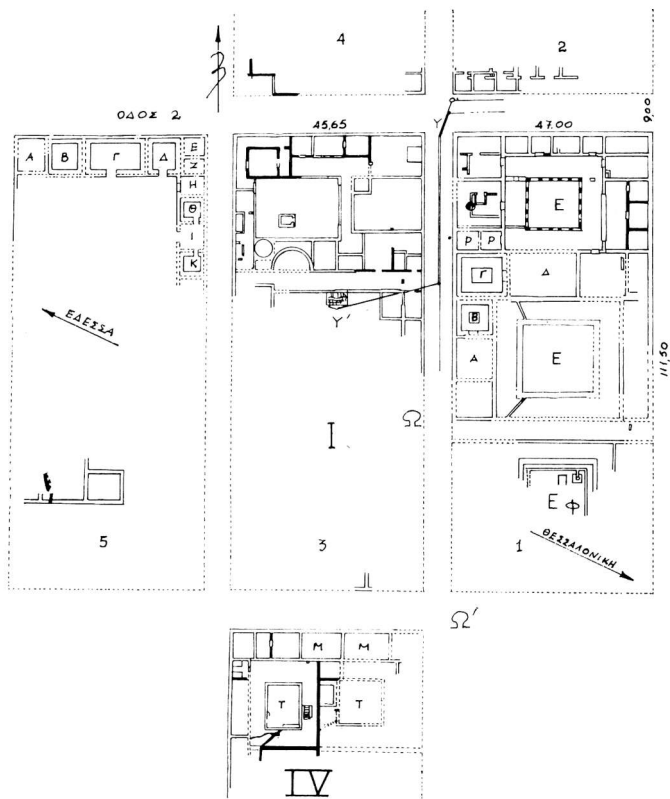 4
2
ΟΔΟΣ 2
45,65
Υ
47.00
9,00
Α Β Γ Δ Ε
Ζ
Η
Θ
Ι
Κ
Ε
Ρ Ρ
Γ
Δ
Β
Ε
Δ
ΕΔΕΣΣΑ
Υ'
111,50
Ω
Ι
Ε Φ
ΘΕΣΣΑΛΟΝΙΚΗ
5
3
1
Ω'
Μ Μ
Τ Τ
IV